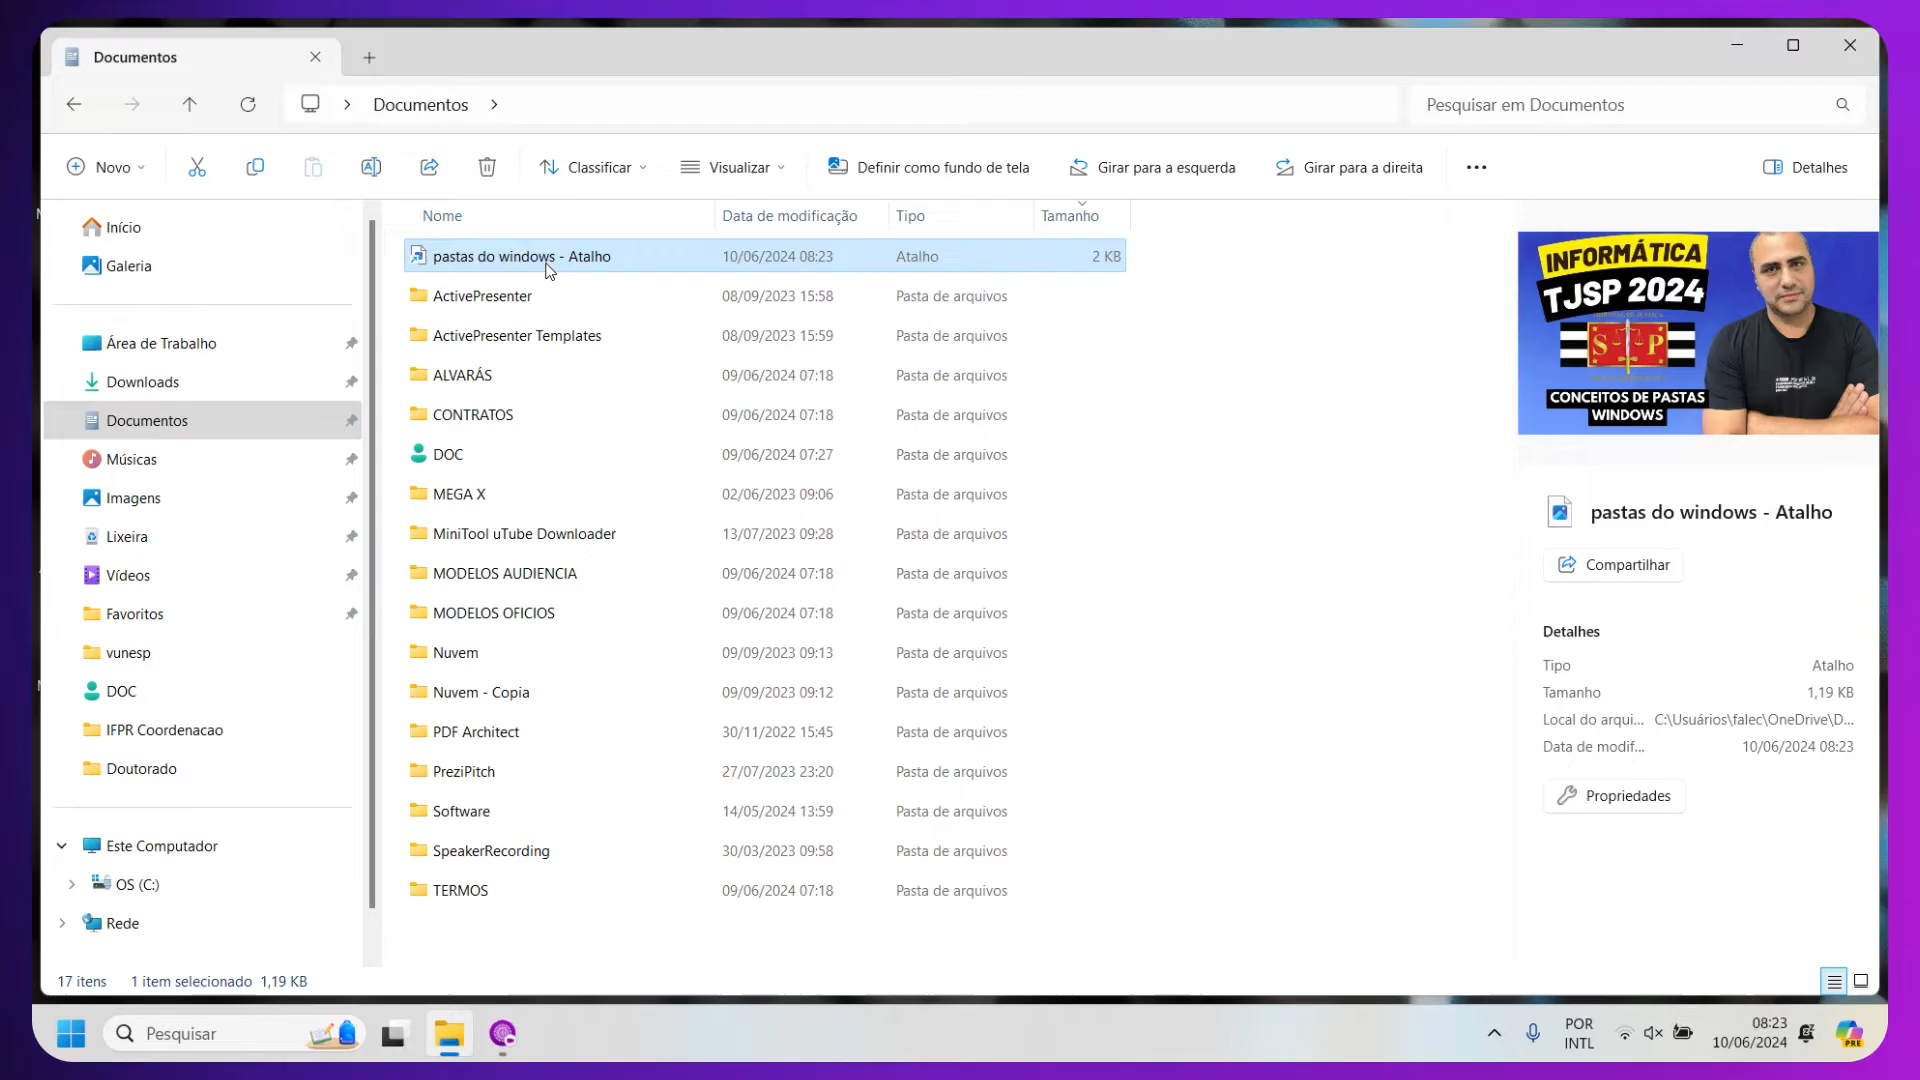 Documentos
Documentos
Pesquisar em Documentos
Novo
Classificar
Visualizar
Definir como fundo de tela
Girar para a esquerda
Girar para a direita
Detalhes
Início
Galeria
Área de Trabalho
Downloads
Documentos
Músicas
Imagens
Lixeira
Vídeos
Favoritos
vunesp
DOC
IFPR Coordenacao
Doutorado
Este Computador
OS (C:)
Rede
Nome Data de modificação Tipo Tamanho
pastas do windows - Atalho 10/06/2024 08:23 Atalho 2 KB
ActivePresenter 08/09/2023 15:58 Pasta de arquivos
ActivePresenter Templates 08/09/2023 15:59 Pasta de arquivos
ALVARÁS 09/06/2024 07:18 Pasta de arquivos
CONTRATOS 09/06/2024 07:18 Pasta de arquivos
DOC 09/06/2024 07:27 Pasta de arquivos
MEGA X 02/06/2023 09:06 Pasta de arquivos
MiniTool uTube Downloader 13/07/2023 09:28 Pasta de arquivos
MODELOS AUDIENCIA 09/06/2024 07:18 Pasta de arquivos
MODELOS OFICIOS 09/06/2024 07:18 Pasta de arquivos
Nuvem 09/09/2023 09:13 Pasta de arquivos
Nuvem - Copia 09/09/2023 09:12 Pasta de arquivos
PDF Architect 30/11/2022 15:45 Pasta de arquivos
PreziPitch 27/07/2023 23:20 Pasta de arquivos
Software 14/05/2024 13:59 Pasta de arquivos
SpeakerRecording 30/03/2023 09:58 Pasta de arquivos
TERMOS 09/06/2024 07:18 Pasta de arquivos
INFORMÁTICA
TJSP 2024
S P
CONCEITOS DE PASTAS
WINDOWS
pastas do windows - Atalho
Compartilhar
Detalhes
Tipo Atalho
Tamanho 1,19 KB
Local do arqui... C:\Usuários\falec\OneDrive\D...
Data de modif... 10/06/2024 08:23
Propriedades
17 itens 1 item selecionado 1,19 KB
Pesquisar
POR
INTL
08:23
10/06/2024
PRE